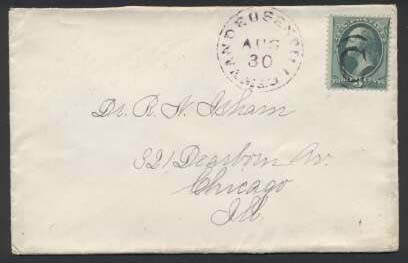 AUG
30
Dr. R. N. Isham
321 Dearborn Av.
Chicago
Ill